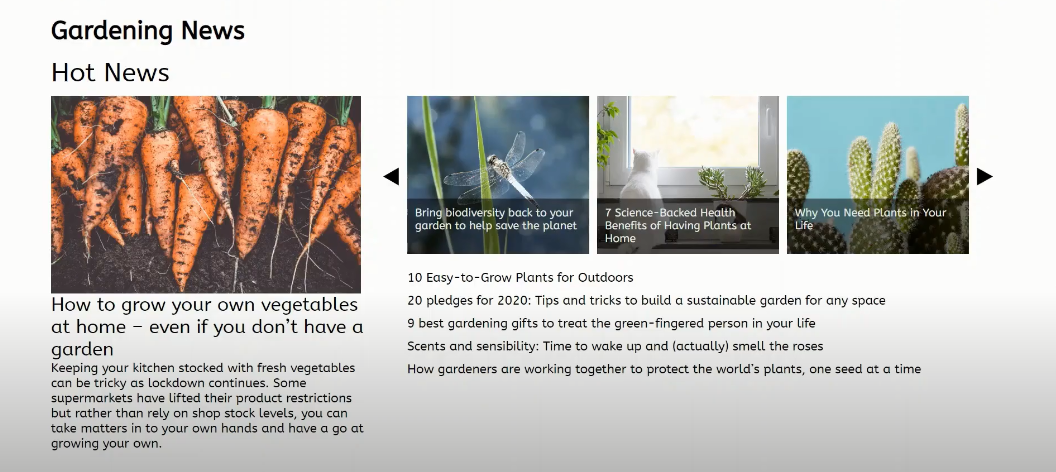 Gardening News
Hot News
How to grow your own vegetables
at home – even if you don't have a
garden
Keeping your kitchen stocked with fresh vegetables
can be tricky as lockdown continues. Some
supermarkets have lifted their product restrictions
but rather than rely on shop stock levels, you can
take matters in to your own hands and have a go at
growing your own.
Bring biodiversity back to your
garden to help save the planet
7 Science-Backed Health
Benefits of Having Plants at
Home
Why You Need Plants in Your
Life
10 Easy-to-Grow Plants for Outdoors
20 pledges for 2020: Tips and tricks to build a sustainable garden for any space
9 best gardening gifts to treat the green-fingered person in your life
Scents and sensibility: Time to wake up and (actually) smell the roses
How gardeners are working together to protect the world's plants, one seed at a time